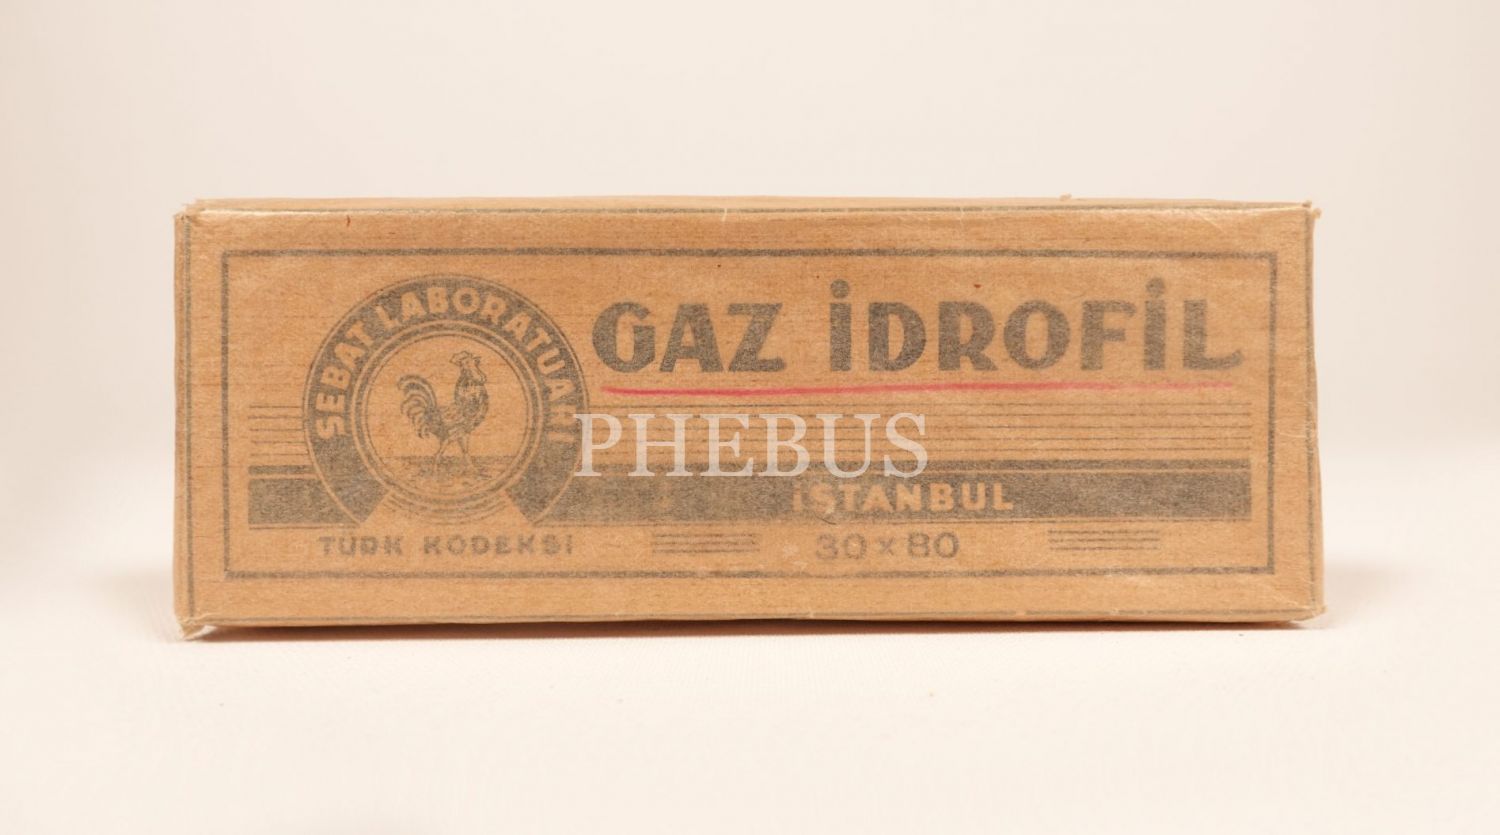 SEBAT LABORATUARI
GAZ İDROFİL
PHEBUS
İSTANBUL
TÜRK KODEKSİ
30 x 80